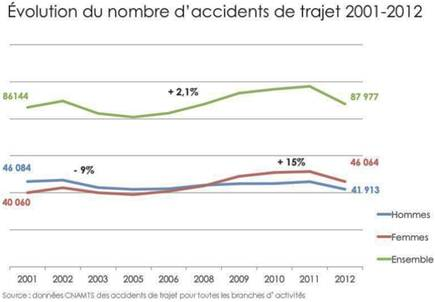 Évolution du nombre d’accidents de trajet 2001-2012
86144
+ 2,1%
87 977
46 084
- 9%
+ 15%
46 064
40 060
41 913
Hommes
Femmes
Ensemble
2001 2002 2003 2005 2006 2008 2009 2010 2011 2012
Source : données CNAMTS des accidents de trajet pour toutes les branches d’ activités